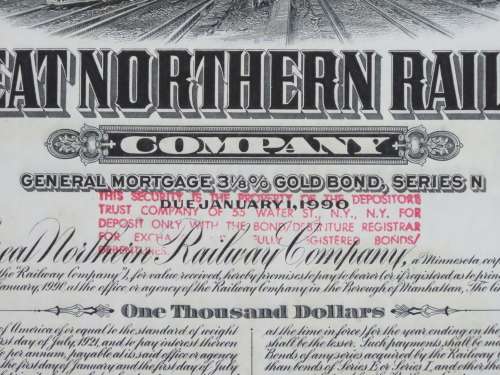 EAT NORTHERN RAIL
COMPANY
GENERAL MORTGAGE 3⅛% GOLD BOND, SERIES N
THIS SECURITY IS THE PROPERTY OF THE DEPOSITORY
DUE JANUARY 1, 1990
TRUST COMPANY OF 55 WATER ST., N.Y., N.Y. FOR
DEPOSIT ONLY WITH THE BOND/DEBENTURE REGISTRAR
FOR EXCHA FULLY REGISTERED BONDS/
eat Northern Railway Company, a Minnesota corpor
the Railway Company), for value received, hereby promises to pay to bearer (or if registered as to prin
January, 1990, at the office or agency of the Railway Company in the Borough of Manhattan, The
One Thousand Dollars
of America of or equal to the standard of weight
first day of July, 1921, and to pay interest thereon
per annum, payable at its said office or agency
the first day of January and the first day of July
at the time in force) for the year ending on the
shall be the lesser. Such payments, shall be m
Bonds of any series acquired by the Railway
than bonds of Series E or Series I, and